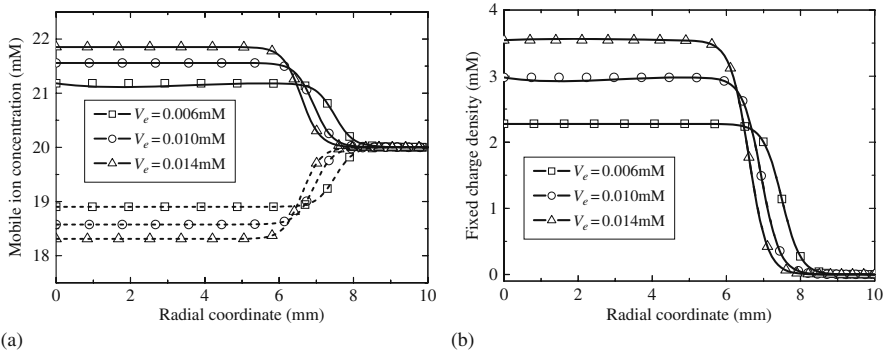 Mobile ion concentration (mM)
22
21
20
19
18
V_e = 0.006mM
V_e = 0.010mM
V_e = 0.014mM
0 2 4 6 8 10
Radial coordinate (mm)
(a)
Fixed charge density (mM)
4
3
2
1
0
V_e = 0.006mM
V_e = 0.010mM
V_e = 0.014mM
0 2 4 6 8 10
Radial coordinate (mm)
(b)